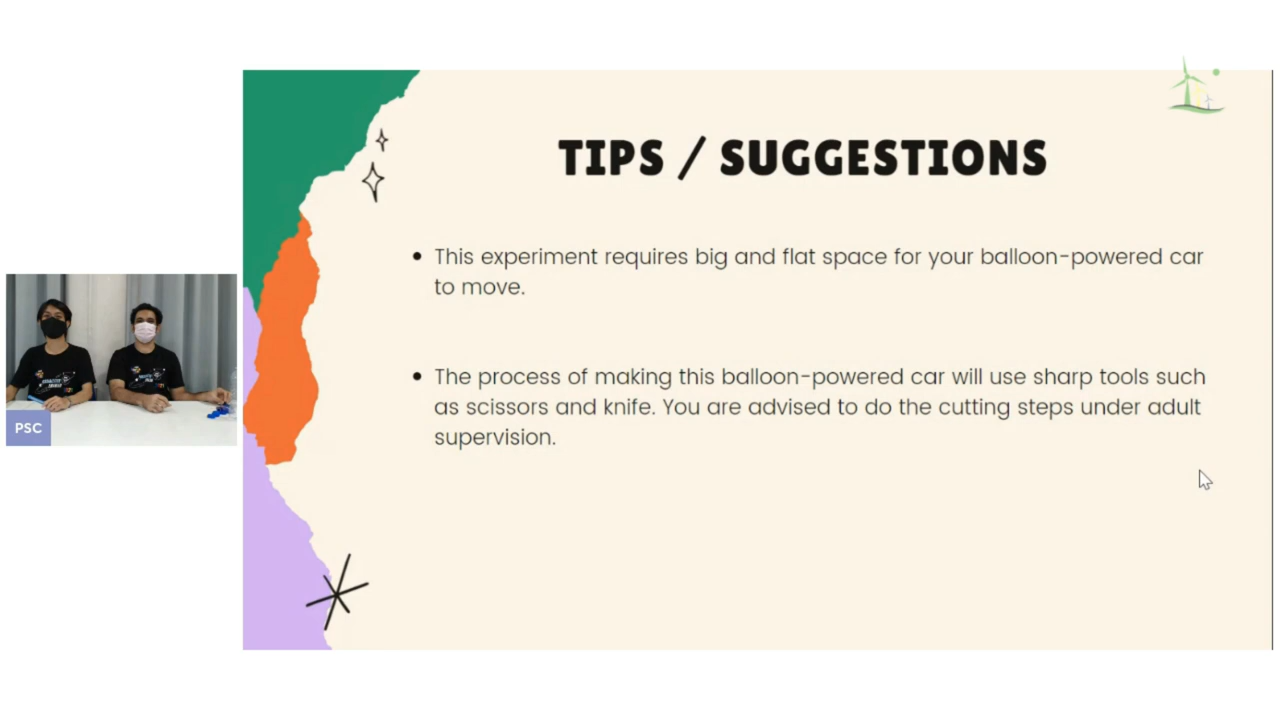 TIPS / SUGGESTIONS
• This experiment requires big and flat space for your balloon-powered car
to move.
• The process of making this balloon-powered car will use sharp tools such
as scissors and knife. You are advised to do the cutting steps under adult
supervision.
PSC